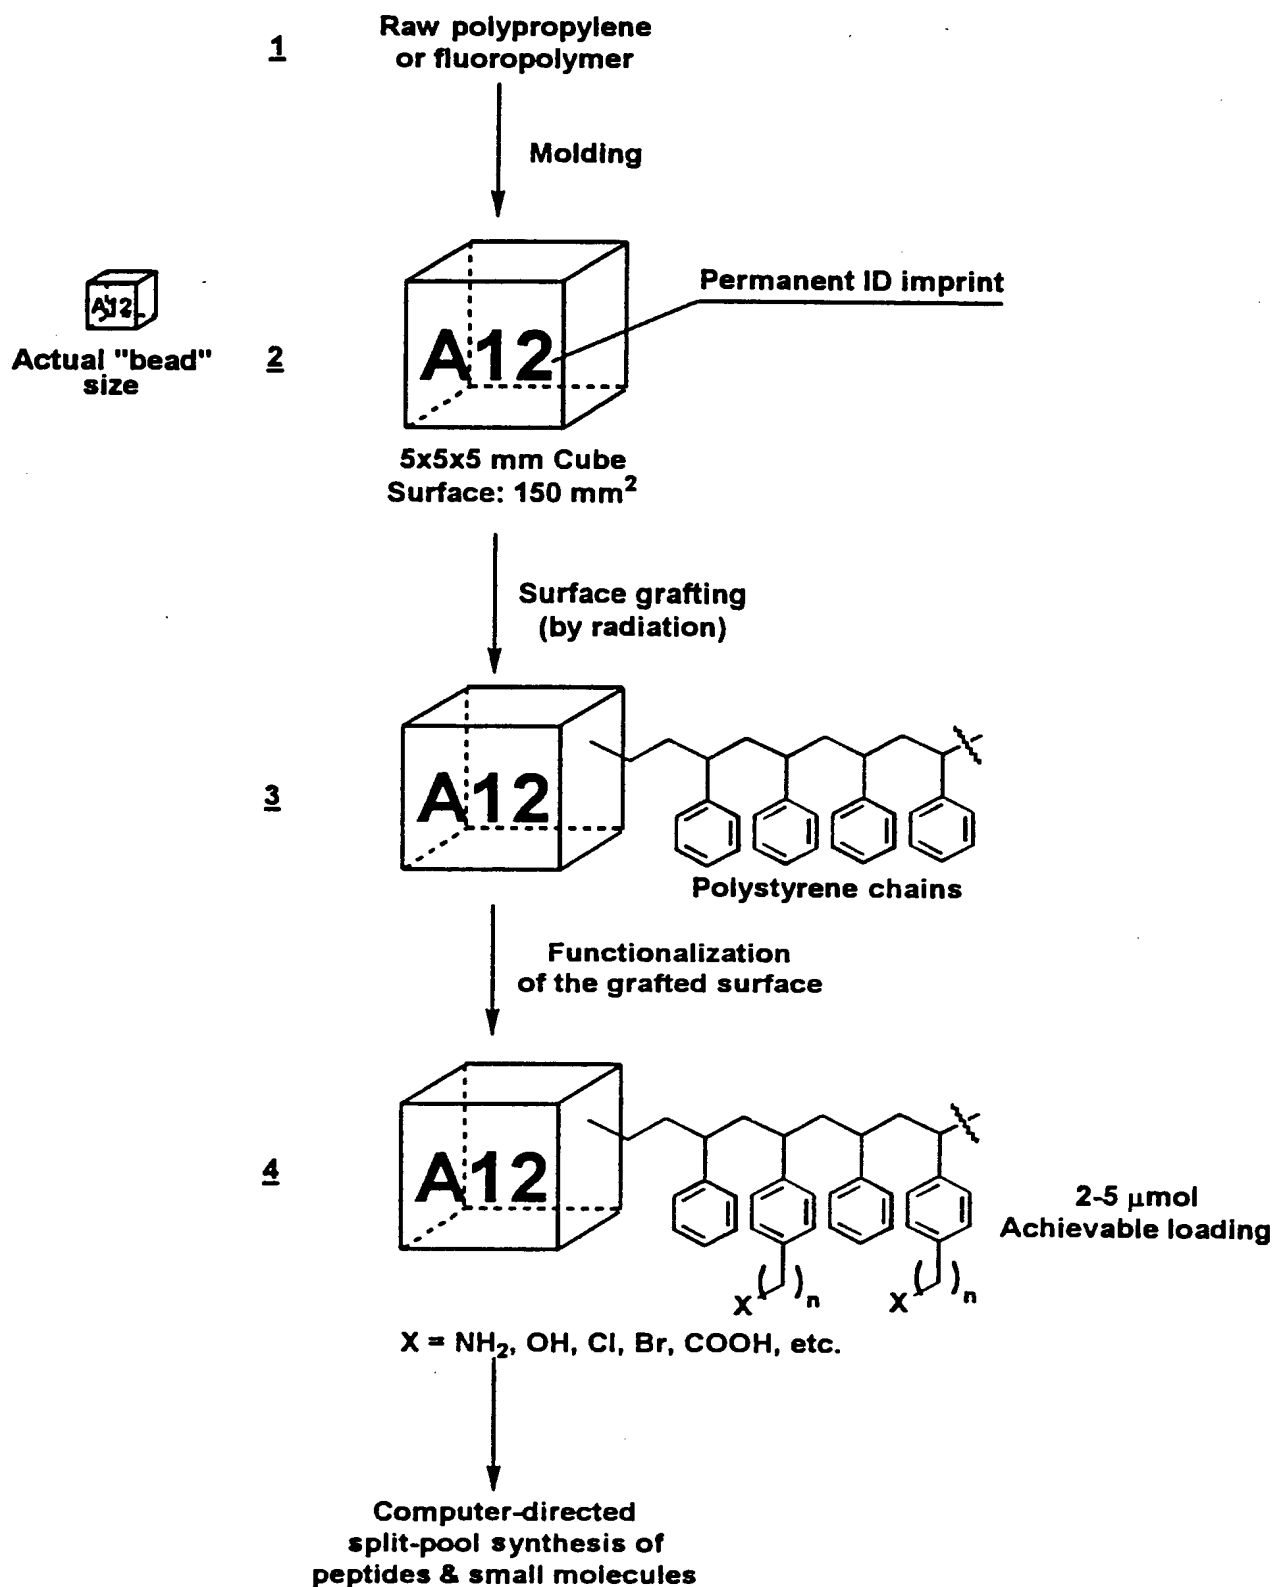 1
Raw polypropylene
or fluoropolymer
Molding
Permanent ID imprint
A12
Actual "bead"
size
2
A12
5x5x5 mm Cube
Surface: 150 mm²
Surface grafting
(by radiation)
3
A12
Polystyrene chains
Functionalization
of the grafted surface
4
A12
2-5 μmol
Achievable loading
X ( )n
X ( )n
X = NH₂, OH, Cl, Br, COOH, etc.
Computer-directed
split-pool synthesis of
peptides & small molecules